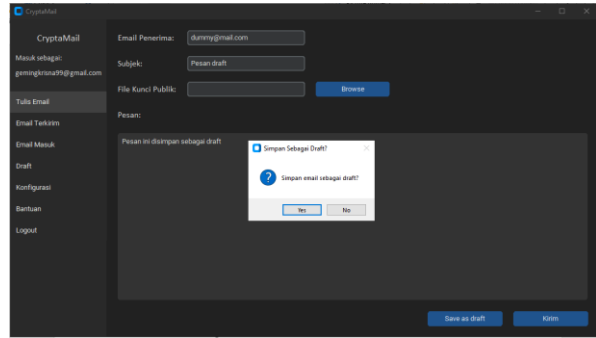 CryptaMail
CryptaMail
Masuk sebagai:
gemingkrisna99@gmail.com
Tulis Email
Email Terkirim
Email Masuk
Draft
Konfigurasi
Bantuan
Logout
Email Penerima: dummy@mail.com
Subjek: Pesan draft
File Kunci Publik: Browse
Pesan:
Pesan ini disimpan sebagai draft
Simpan Sebagai Draft?
Simpan email sebagai draft?
Yes No
Save as draft Kirim